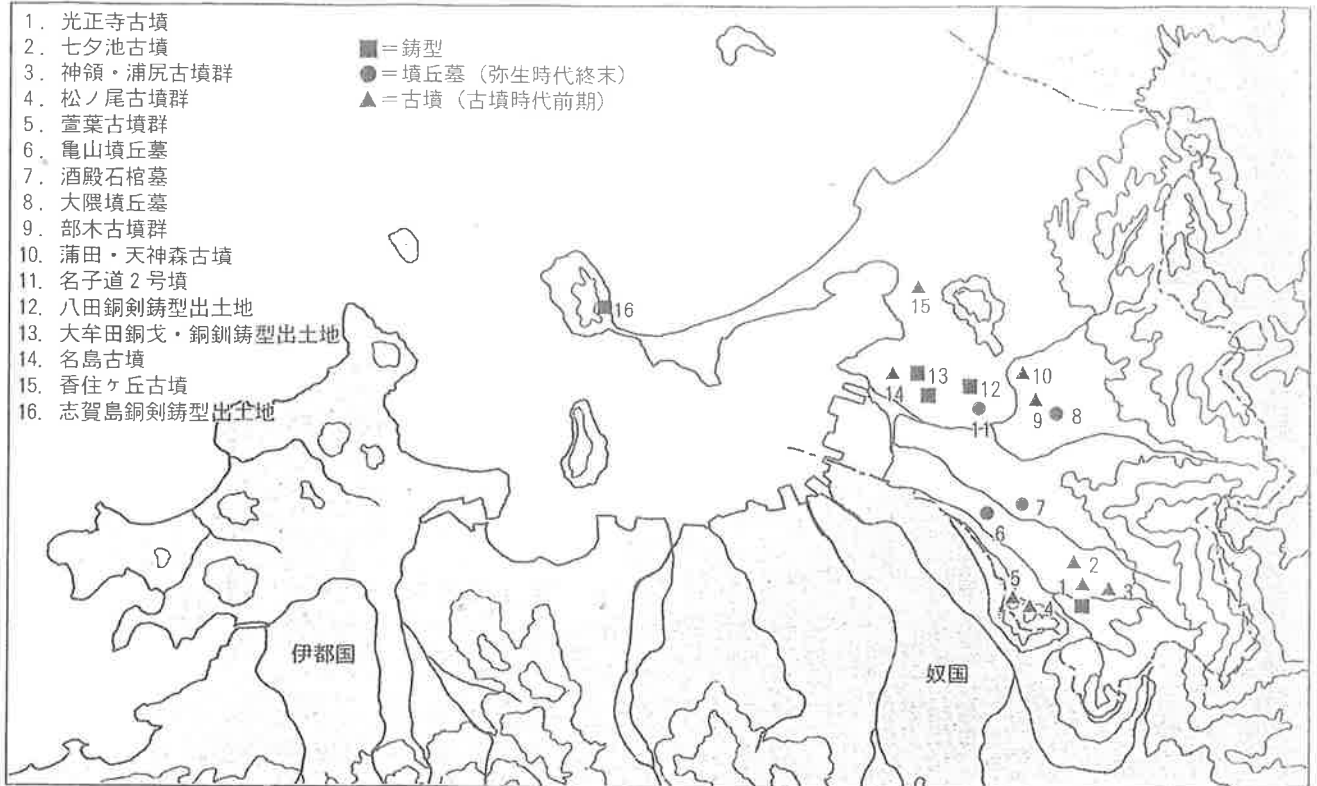 1. 光正寺古墳
2. 七夕池古墳
3. 神領・浦尻古墳群
4. 松ノ尾古墳群
5. 萱葉古墳群
6. 亀山墳丘墓
7. 酒殿石棺墓
8. 大隈墳丘墓
9. 部木古墳群
10. 蒲田・天神森古墳
11. 名子道2号墳
12. 八田銅剣鋳型出土地
13. 大牟田銅戈・銅釧鋳型出土地
14. 名島古墳
15. 香住ヶ丘古墳
16. 志賀島銅剣鋳型出土地
■=鋳型
●=墳丘墓（弥生時代終末）
▲=古墳（古墳時代前期）
16
15
13
14
12
10
11
9
8
7
6
2
5
1
3
4
伊都国
奴国